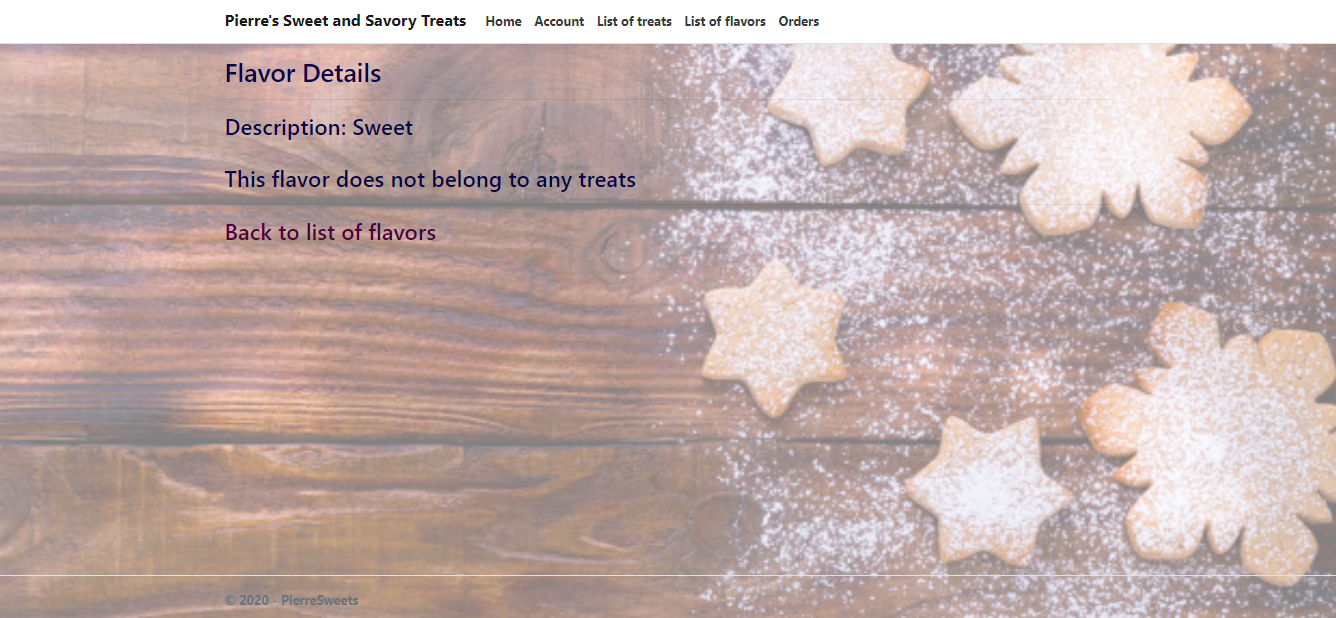 Pierre's Sweet and Savory Treats Home Account List of treats List of flavors Orders
Flavor Details
Description: Sweet
This flavor does not belong to any treats
Back to list of flavors
© 2020 - PierreSweets